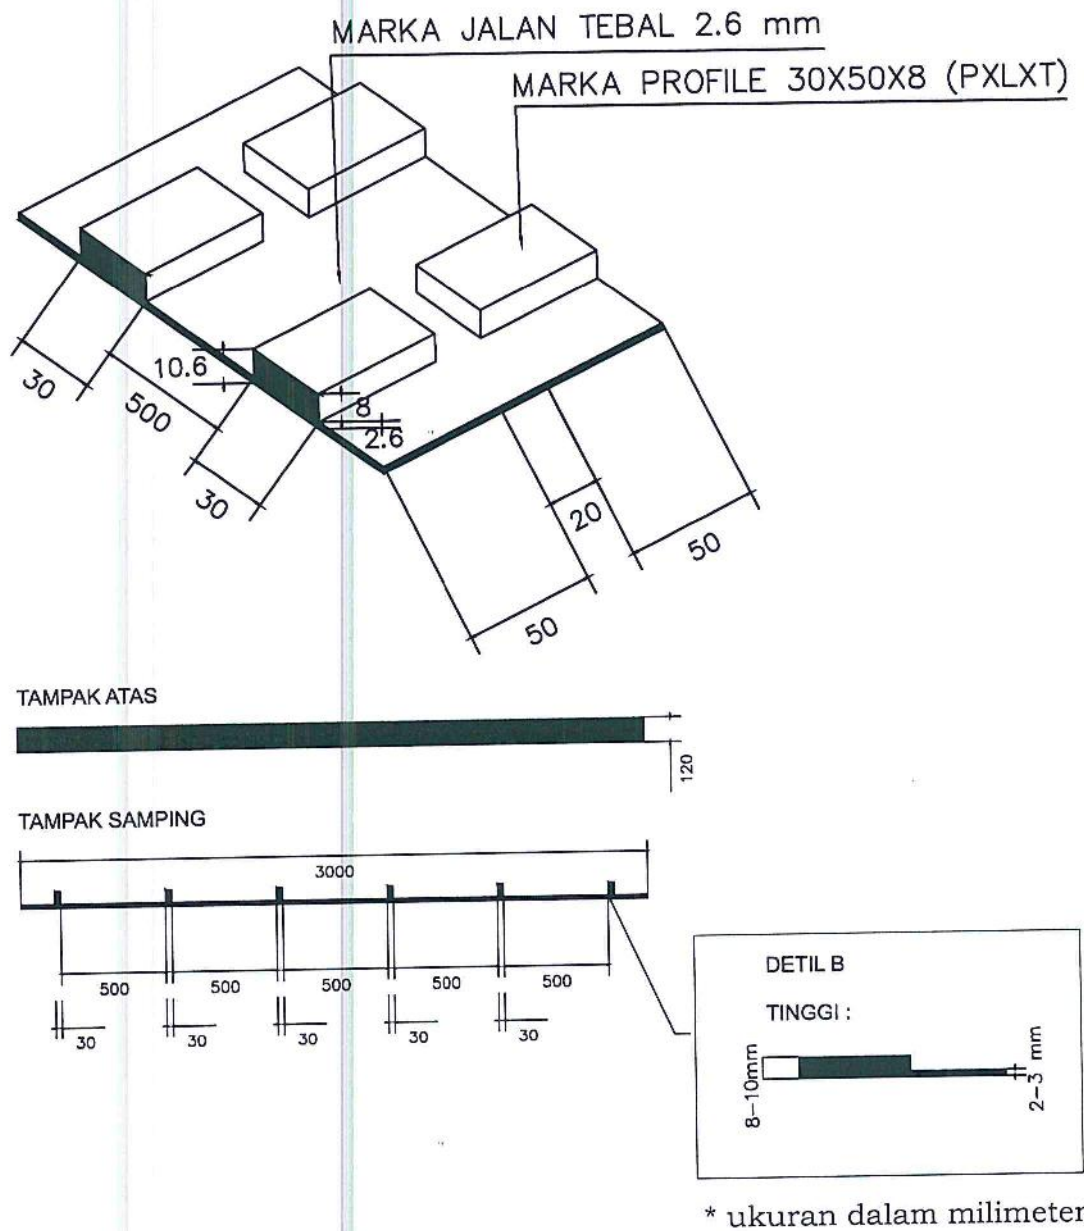 MARKA JALAN TEBAL 2.6 mm
MARKA PROFILE 30X50X8 (PXLXT)
30
500
10.6
30
8
2.6
50
20
50
TAMPAK ATAS
120
TAMPAK SAMPING
3000
500 500 500 500 500
30 30 30 30 30
DETIL B
TINGGI :
8-10mm
2-3 mm
* ukuran dalam milimeter